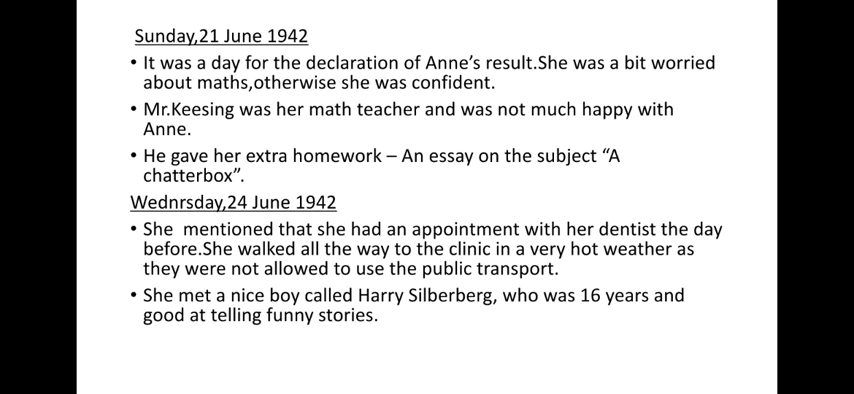 Sunday,21 June 1942
• It was a day for the declaration of Anne’s result.She was a bit worried
about maths,otherwise she was confident.
• Mr.Keesing was her math teacher and was not much happy with
Anne.
• He gave her extra homework – An essay on the subject “A
chatterbox”.
Wednrsday,24 June 1942
• She  mentioned that she had an appointment with her dentist the day
before.She walked all the way to the clinic in a very hot weather as
they were not allowed to use the public transport.
• She met a nice boy called Harry Silberberg, who was 16 years and
good at telling funny stories.